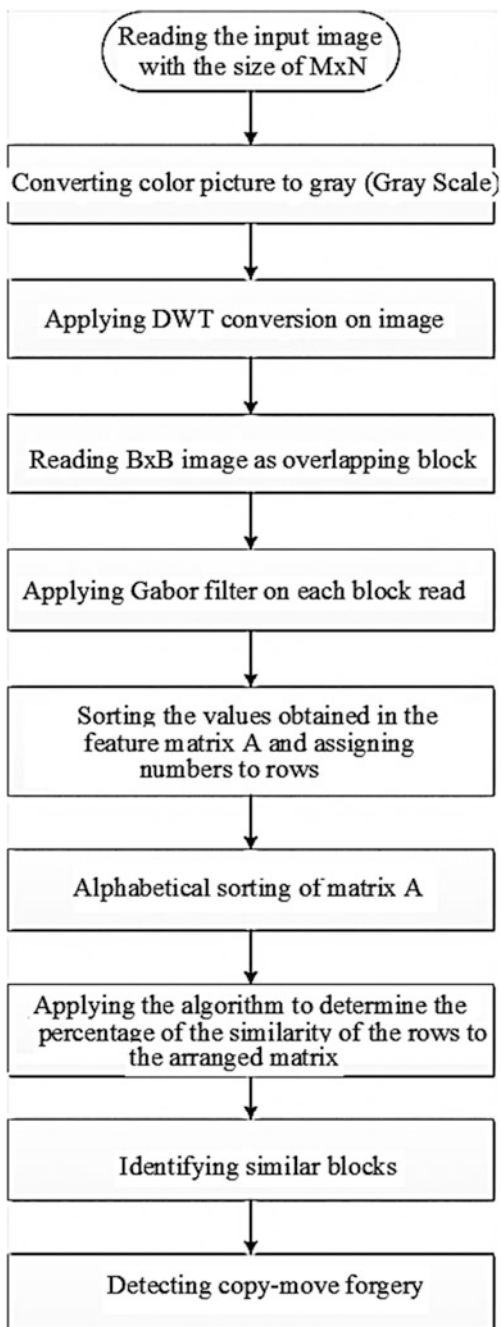 Reading the input image
with the size of MxN
Converting color picture to gray (Gray Scale)
Applying DWT conversion on image
Reading BxB image as overlapping block
Applying Gabor filter on each block read
Sorting the values obtained in the
feature matrix A and assigning
numbers to rows
Alphabetical sorting of matrix A
Applying the algorithm to determine the
percentage of the similarity of the rows to
the arranged matrix
Identifying similar blocks
Detecting copy-move forgery